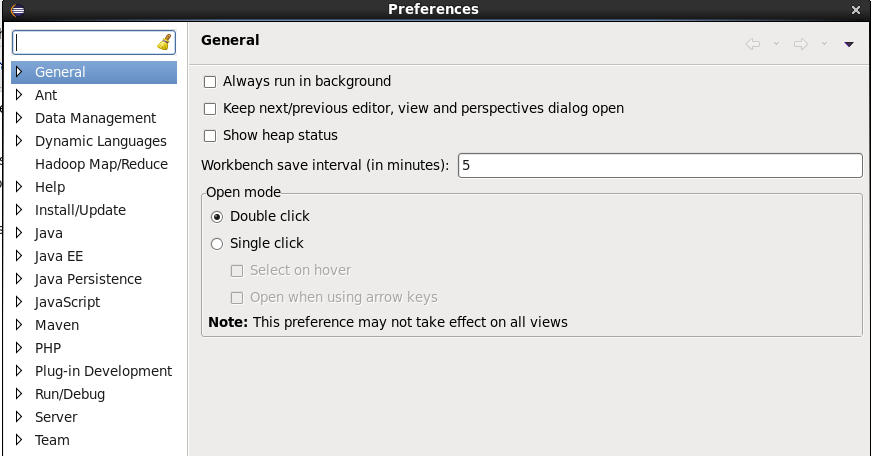 Preferences
General
Ant
Data Management
Dynamic Languages
Hadoop Map/Reduce
Help
Install/Update
Java
Java EE
Java Persistence
JavaScript
Maven
PHP
Plug-in Development
Run/Debug
Server
Team
General
Always run in background
Keep next/previous editor, view and perspectives dialog open
Show heap status
Workbench save interval (in minutes): 5
Open mode
Double click
Single click
Select on hover
Open when using arrow keys
Note: This preference may not take effect on all views